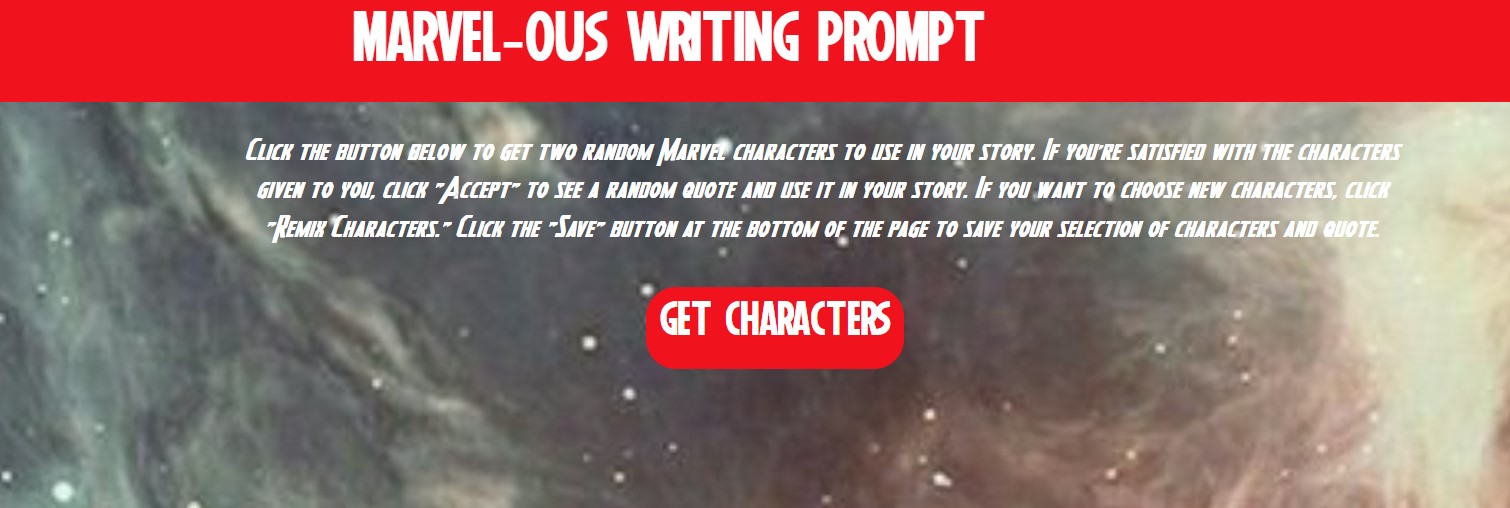 MARVEL-OUS WRITING PROMPT
Click the button below to get two random Marvel characters to use in your story. If you're satisfied with the characters
given to you, click "Accept" to see a random quote and use it in your story. If you want to choose new characters, click
"Remix Characters." Click the "Save" button at the bottom of the page to save your selection of characters and quote.
GET CHARACTERS